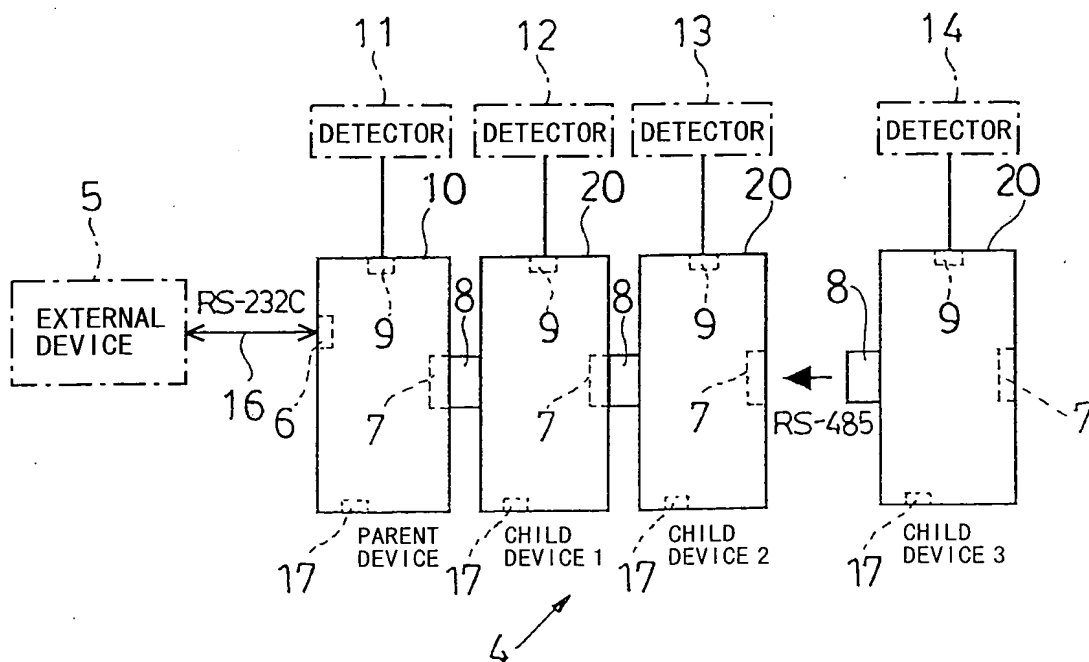 11
12
13
14
DETECTOR
DETECTOR
DETECTOR
DETECTOR
5
10
20
20
20
EXTERNAL
DEVICE
RS-232C
16
6
9
9
9
9
8
8
8
7
7
7
7
RS-485
17
17
17
17
PARENT
DEVICE
CHILD
DEVICE 1
CHILD
DEVICE 2
CHILD
DEVICE 3
4